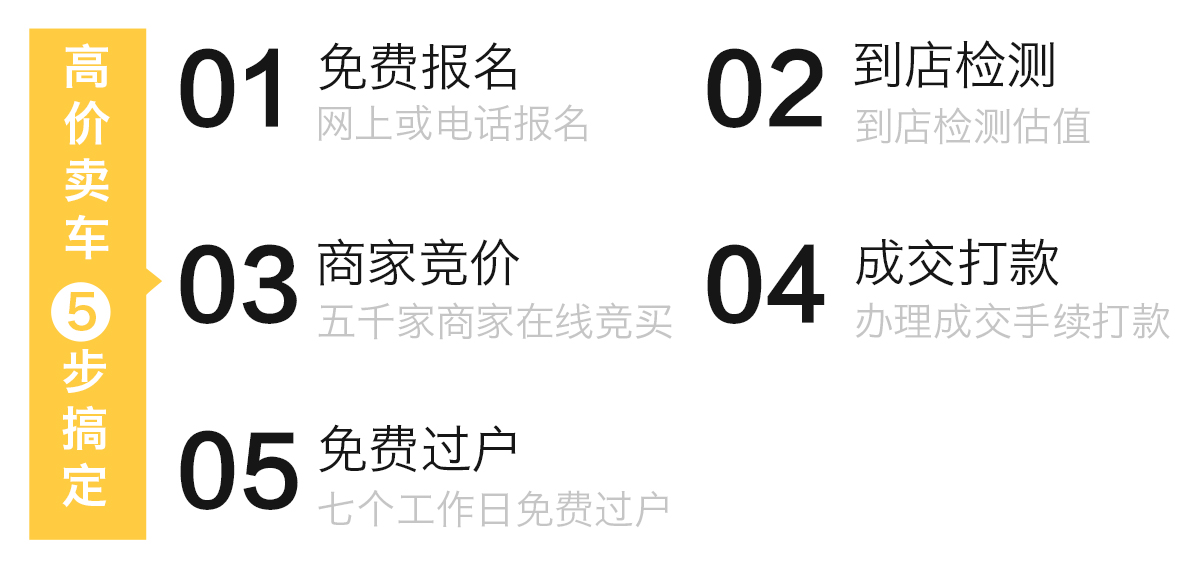 高价卖车5步搞定
01 免费报名
网上或电话报名
02 到店检测
到店检测估值
03 商家竞价
五千家商家在线竞买
04 成交打款
办理成交手续打款
05 免费过户
七个工作日免费过户